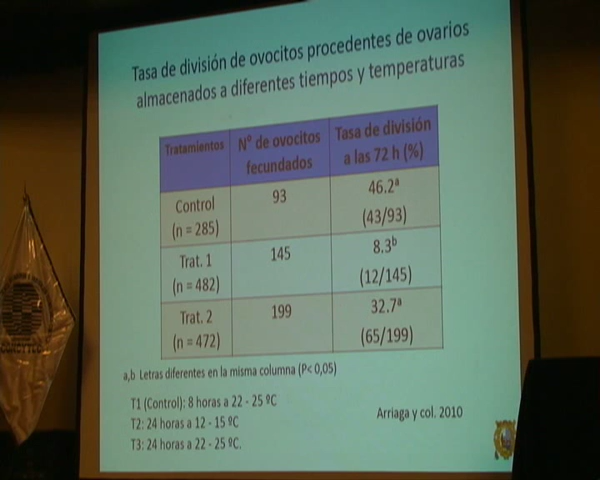 Tasa de división de ovocitos procedentes de ovarios
almacenados a diferentes tiempos y temperaturas
Tratamientos
N° de ovocitos
fecundados
Tasa de división
a las 72 h (%)
Control
(n = 285)
93
46.2ª
(43/93)
Trat. 1
(n = 482)
145
8.3ᵇ
(12/145)
Trat. 2
(n = 472)
199
32.7ª
(65/199)
a,b Letras diferentes en la misma columna (P< 0,05)
T1 (Control): 8 horas a 22 - 25 ºC
T2: 24 horas a 12 - 15 ºC
T3: 24 horas a 22 - 25 ºC.
Arriaga y col. 2010